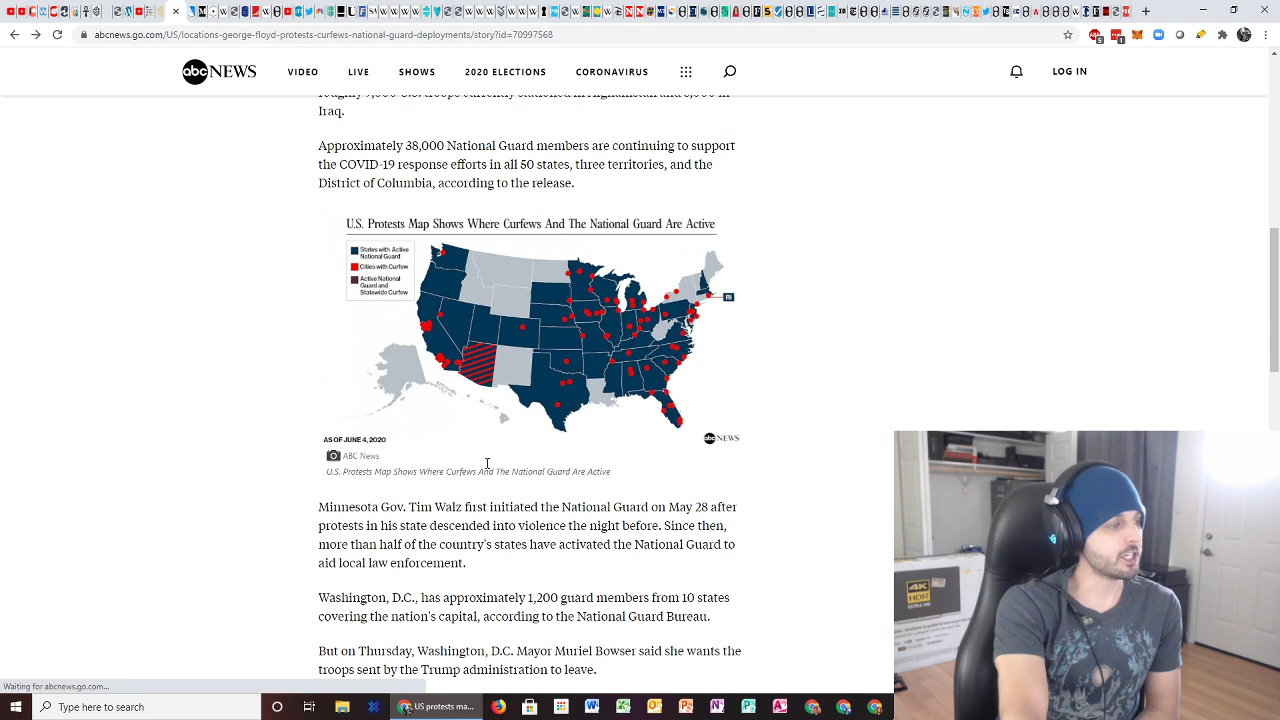 abcnews.go.com/US/locations-george-floyd-protests-curfews-national-guard-deployments/story?id=70997568
abc NEWS VIDEO LIVE SHOWS 2020 ELECTIONS CORONAVIRUS LOG IN
Iraq.
Approximately 38,000 National Guard members are continuing to support
the COVID-19 response efforts in all 50 states, three territories, and the
District of Columbia, according to the release.
U.S. Protests Map Shows Where Curfews And The National Guard Are Active
States with Active
National Guard
Cities with Curfew
Active National
Guard and
Statewide Curfew
RI
AS OF JUNE 4, 2020
abc NEWS
ABC News
U.S. Protests Map Shows Where Curfews And The National Guard Are Active
Minnesota Gov. Tim Walz first initiated the National Guard on May 28 after
protests in his state descended into violence the night before. Since then,
more than half of the country's states have activated the National Guard to
aid local law enforcement.
Washington, D.C., has approximately 1,200 guard members from 10 states
covering the nation's capital, according to the National Guard Bureau.
But on Thursday, Washington, D.C. Mayor Muriel Bowser said she wants the
troops sent by the Trump administration to leave.
4K
HDR
ULTRA HD
Waiting for abcnews.go.com...
Type here to search
US protests ma...